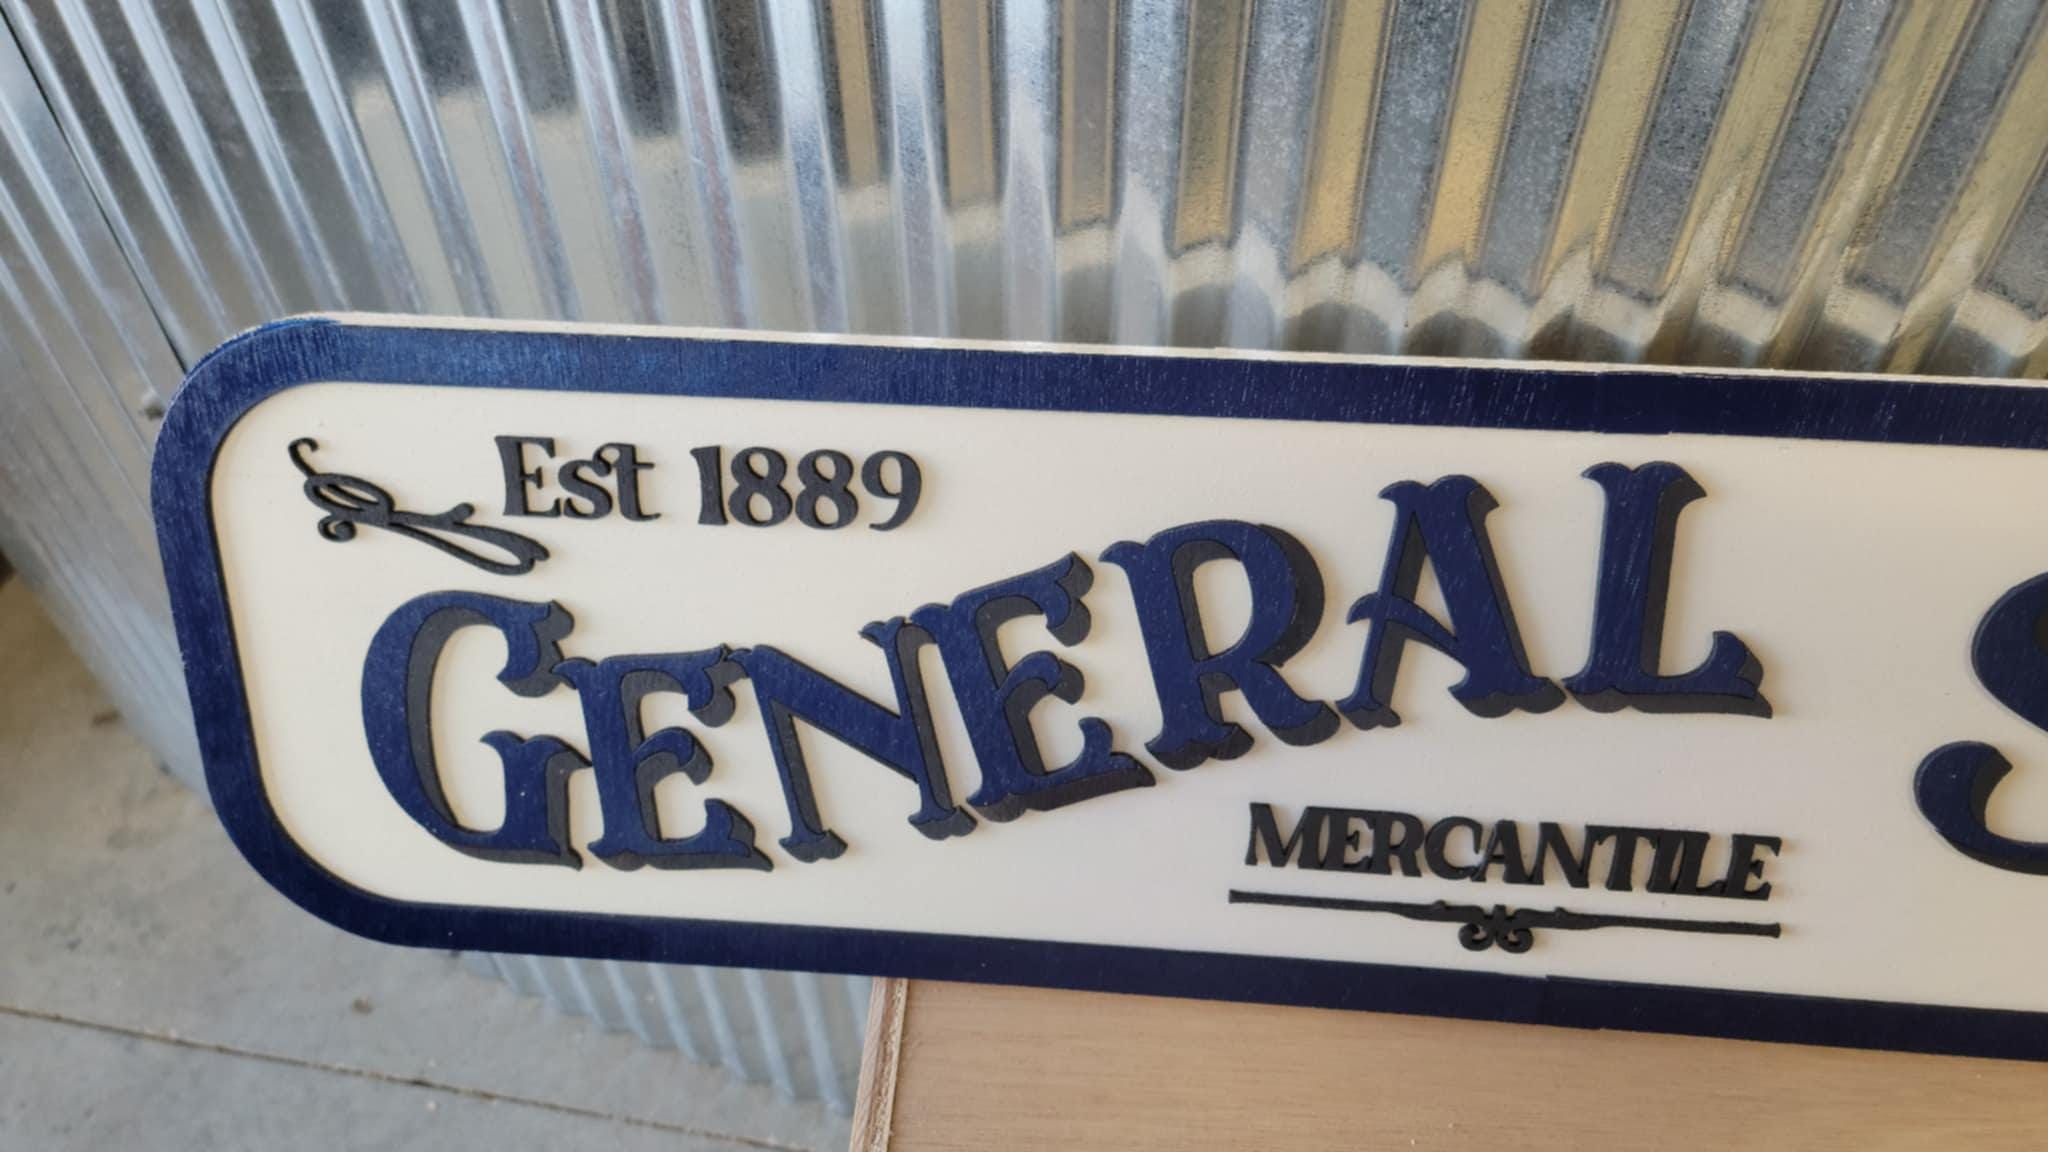 Est 1889
GENERAL S
MERCANTILE